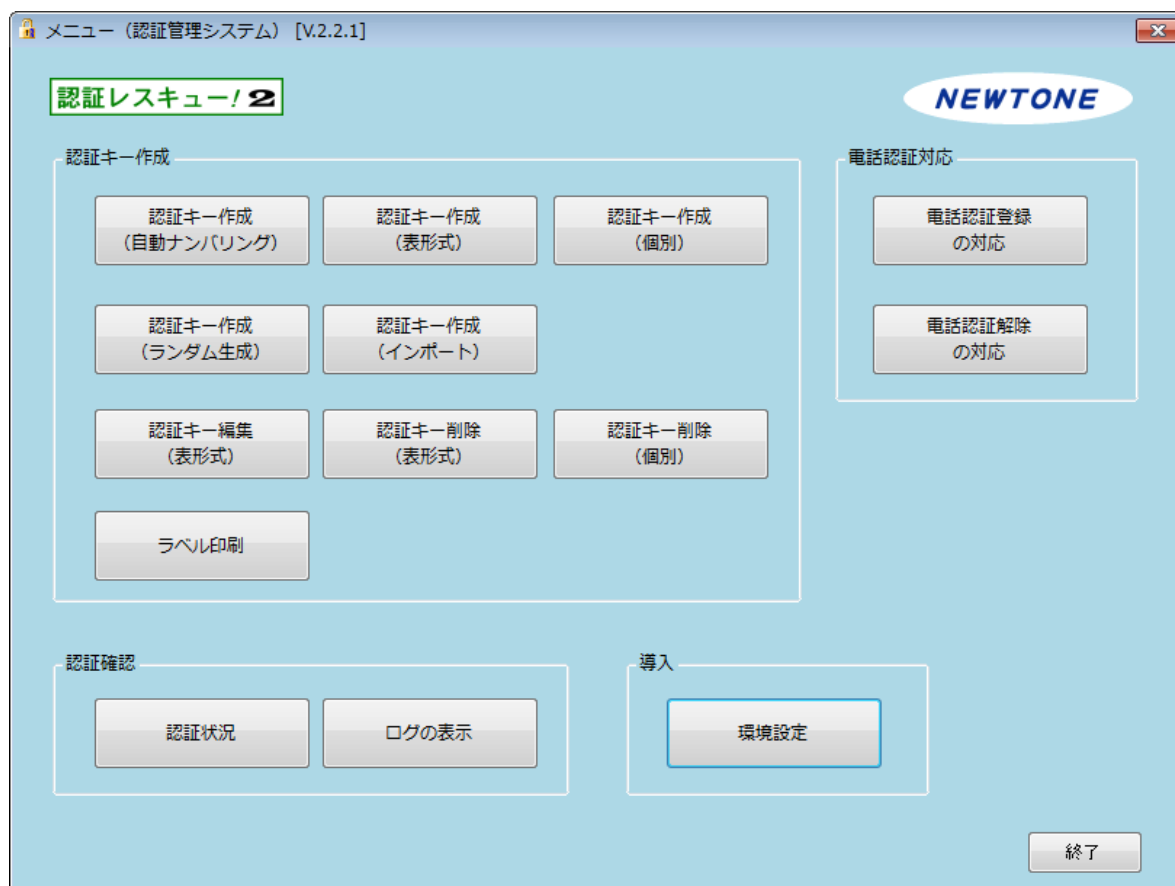 メニュー（認証管理システム） [V.2.2.1]
認証レスキュー！2
NEWTONE
認証キー作成
認証キー作成
（自動ナンバリング）
認証キー作成
（表形式）
認証キー作成
（個別）
認証キー作成
（ランダム生成）
認証キー作成
（インポート）
認証キー編集
（表形式）
認証キー削除
（表形式）
認証キー削除
（個別）
ラベル印刷
電話認証対応
電話認証登録
の対応
電話認証解除
の対応
認証確認
認証状況
ログの表示
導入
環境設定
終了